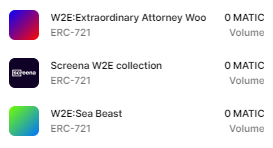 W2E:Extraordinary Attorney Woo 0 MATIC
ERC-721 Volume
Screena
Screena W2E collection 0 MATIC
ERC-721 Volume
W2E:Sea Beast 0 MATIC
ERC-721 Volume